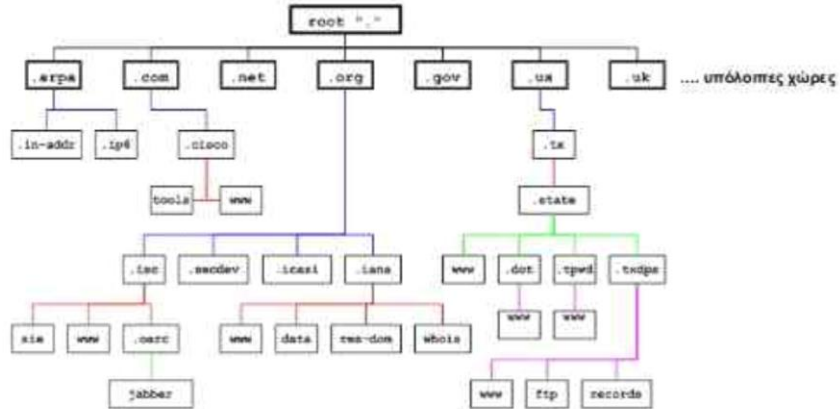 root "."
.arpa .com .net .org .gov .us .uk .... υπόλοιπες χώρες
.in-addr .ip6 .cisco .tx
tools www .state
.isc .secdev .icasi .iana www .dot .tpwd .txdps
sie www .oarc www data res-dom whois www www
jabber www ftp records